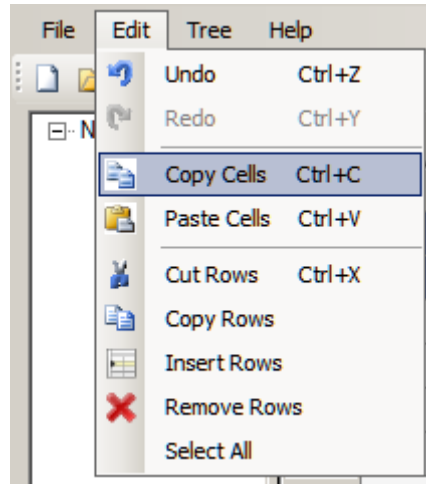 File Edit Tree Help
Undo Ctrl+Z
N
Redo Ctrl+Y
Copy Cells Ctrl+C
Paste Cells Ctrl+V
Cut Rows Ctrl+X
Copy Rows
Insert Rows
Remove Rows
Select All